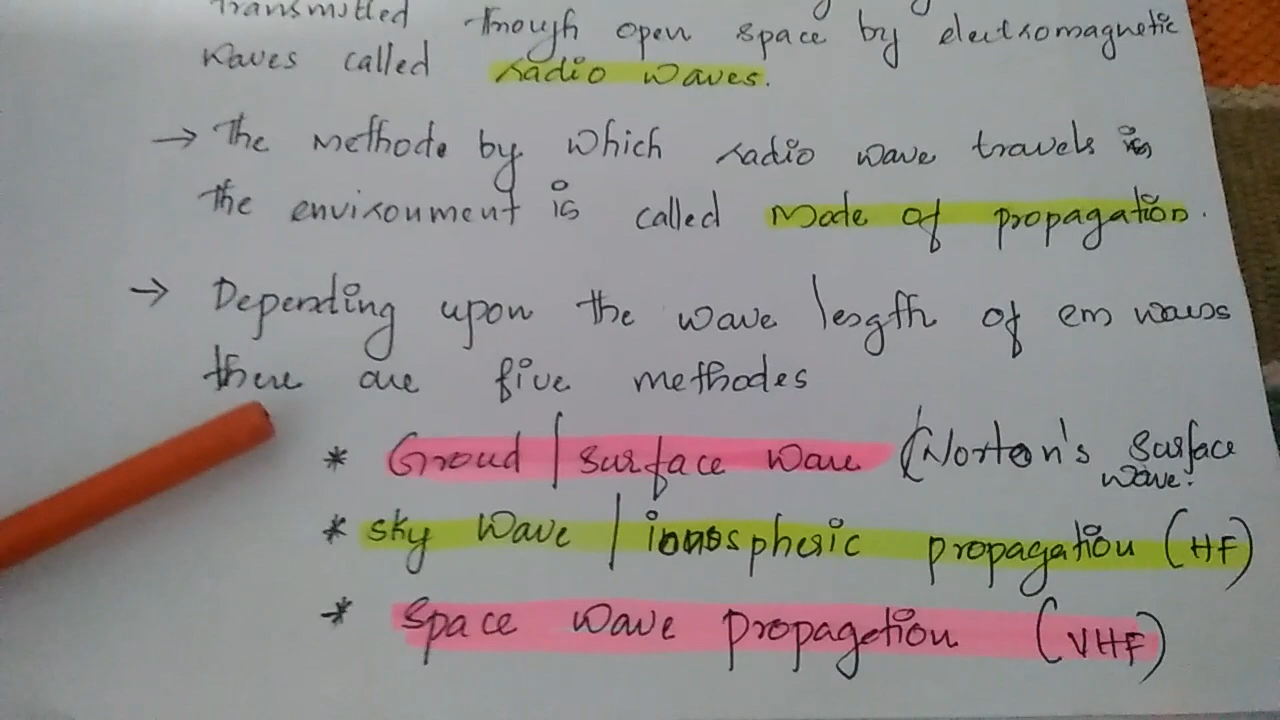 transmitted though open space by electromagnetic
waves called radio waves.
→ The methode by which radio wave travels in
the environment is called Mode of propagation.
→ Depending upon the wave length of em waves
there are five methodes
* Groud / surface wave (Norton's surface
wave.
* sky wave / ionospheric propagation (HF)
* Space wave propagation (VHF)